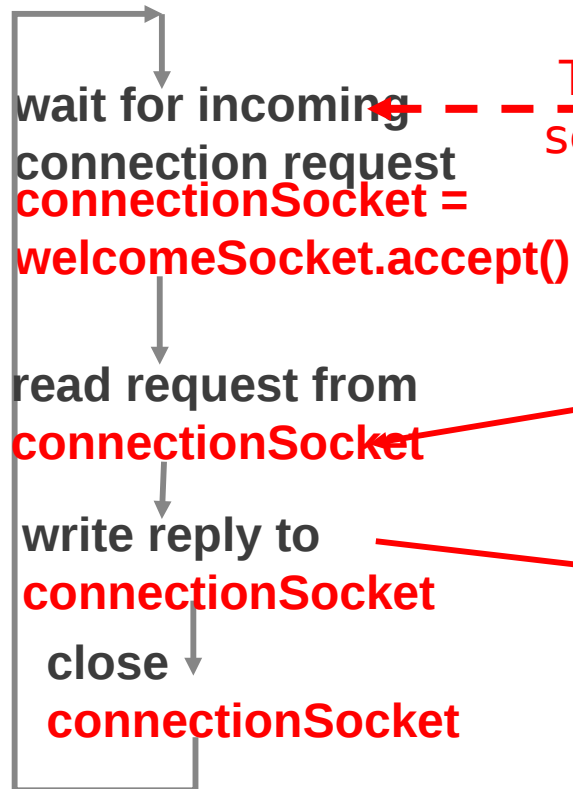 wait for incoming
connection request
connectionSocket =
welcomeSocket.accept()
read request from
connectionSocket
write reply to
connectionSocket
close
connectionSocket